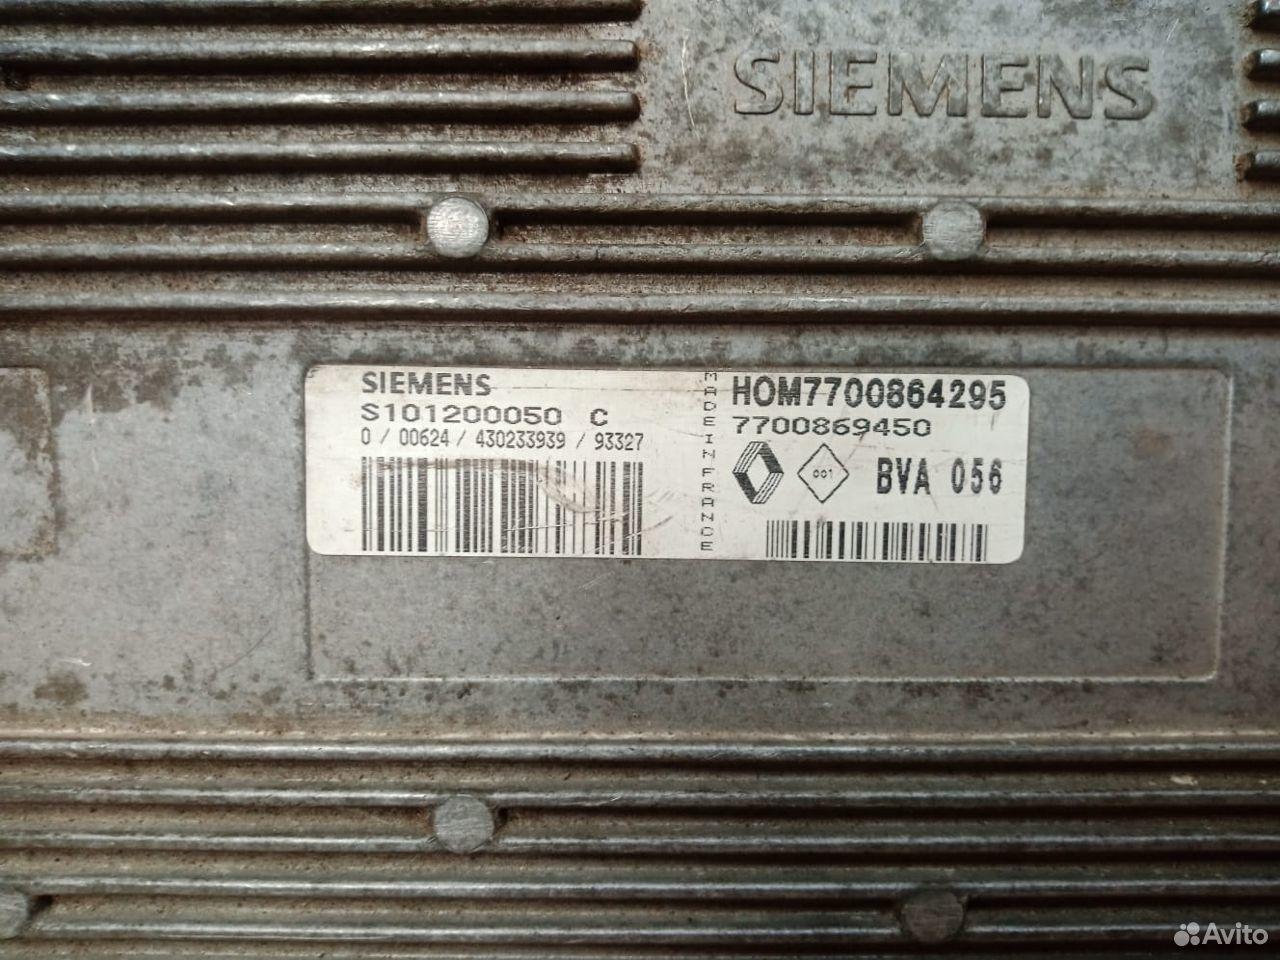 SIEMENS
SIEMENS
S101200050 C
0 / 00624 / 430233939 / 93327
MADE IN FRANCE
HOM7700864295
7700869450
001
BVA 056
Avito